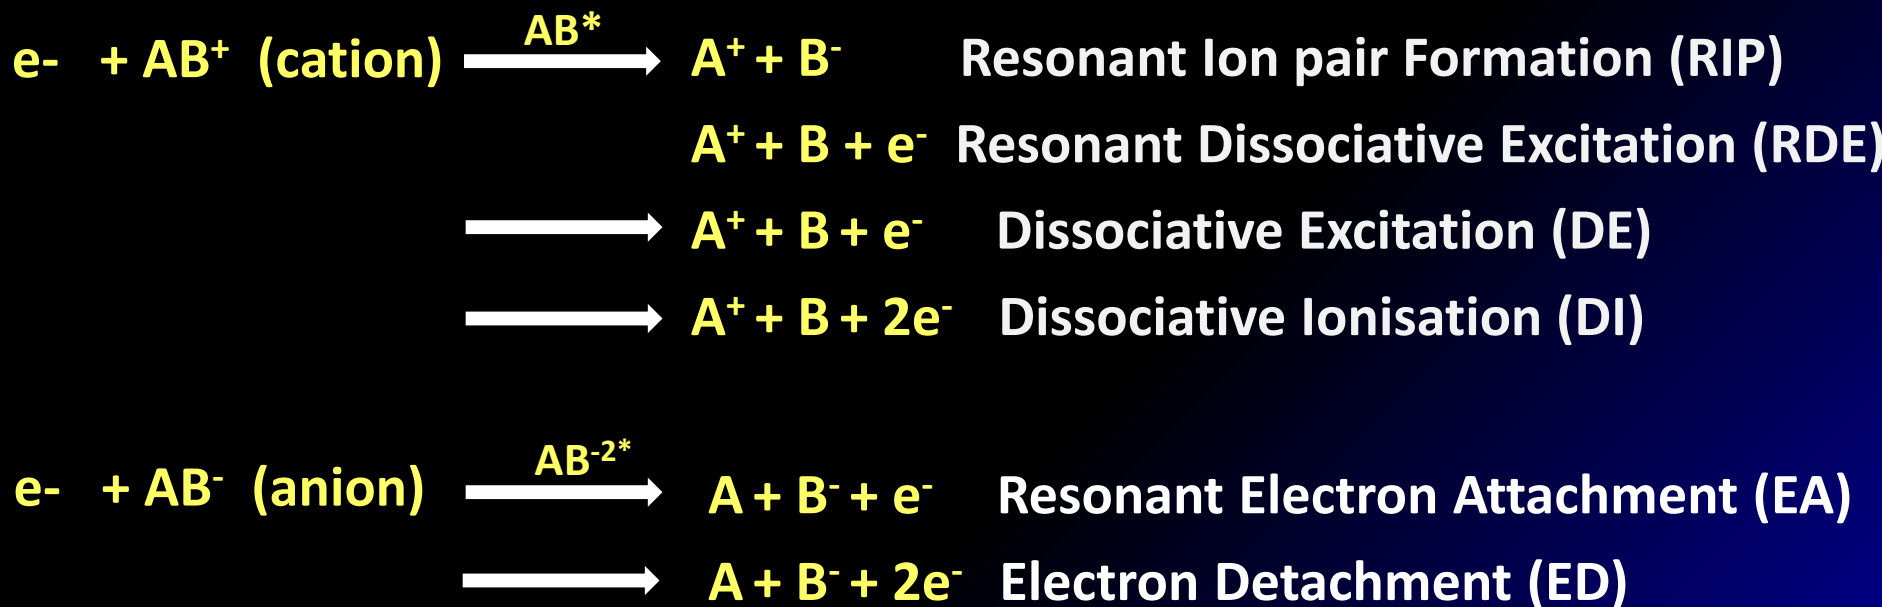 AB*
e- + AB⁺ (cation) A⁺ + B⁻ Resonant Ion pair Formation (RIP)
A⁺ + B + e⁻ Resonant Dissociative Excitation (RDE)
A⁺ + B + e⁻ Dissociative Excitation (DE)
A⁺ + B + 2e⁻ Dissociative Ionisation (DI)
AB⁻²*
e- + AB⁻ (anion) A + B⁻ + e⁻ Resonant Electron Attachment (EA)
A + B⁻ + 2e⁻ Electron Detachment (ED)